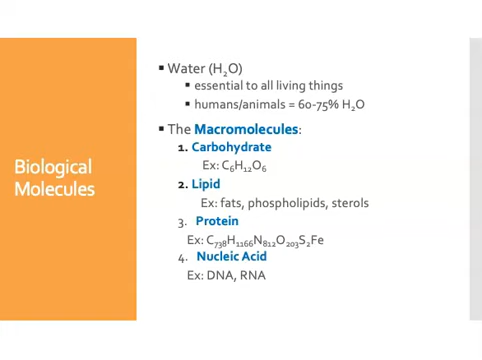 Biological
Molecules
▪ Water (H₂O)
▪ essential to all living things
▪ humans/animals = 60-75% H₂O
▪ The Macromolecules:
1. Carbohydrate
Ex: C₆H₁₂O₆
2. Lipid
Ex: fats, phospholipids, sterols
3. Protein
Ex: C₇₃₈H₁₁₆₆N₈₁₂O₂₀₃S₂Fe
4. Nucleic Acid
Ex: DNA, RNA